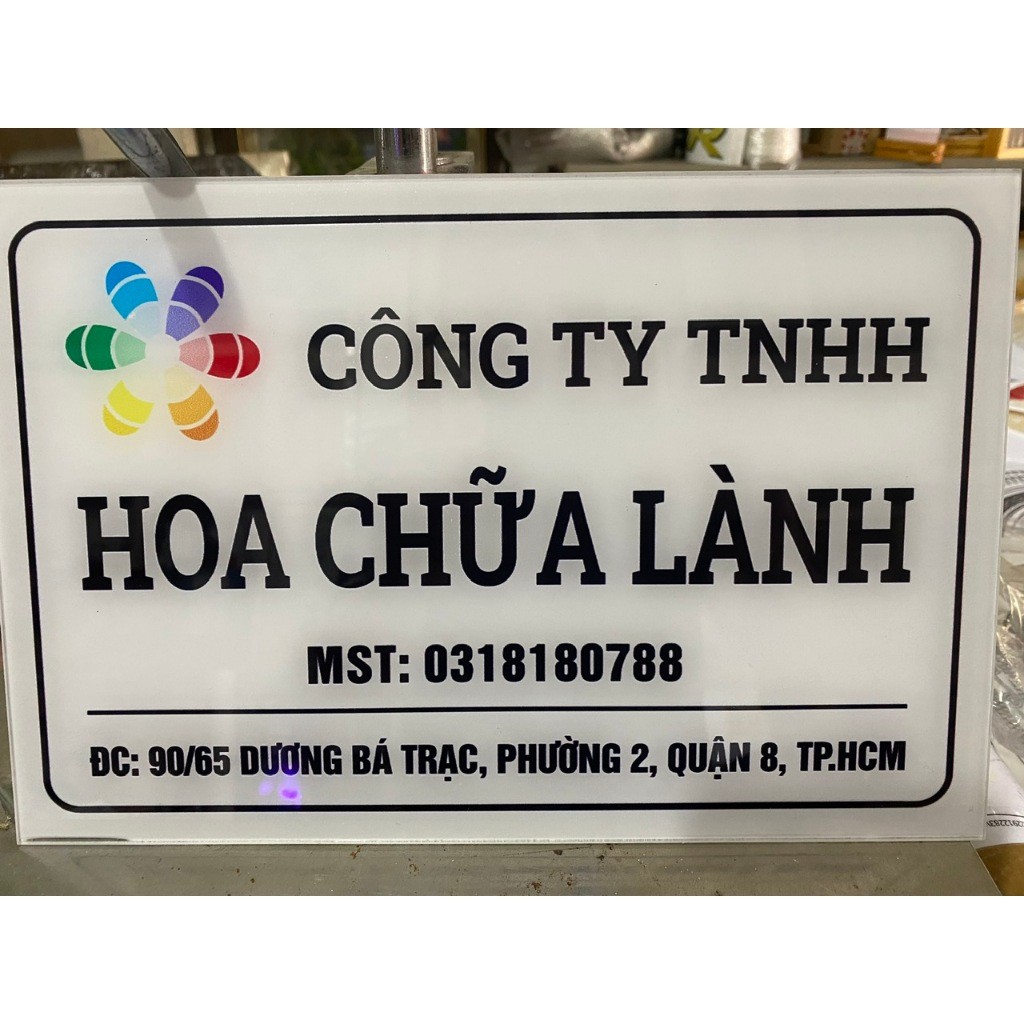 CÔNG TY TNHH
HOA CHỮA LÀNH
MST: 0318180788
ĐC: 90/65 DƯƠNG BÁ TRẠC, PHƯỜNG 2, QUẬN 8, TP.HCM